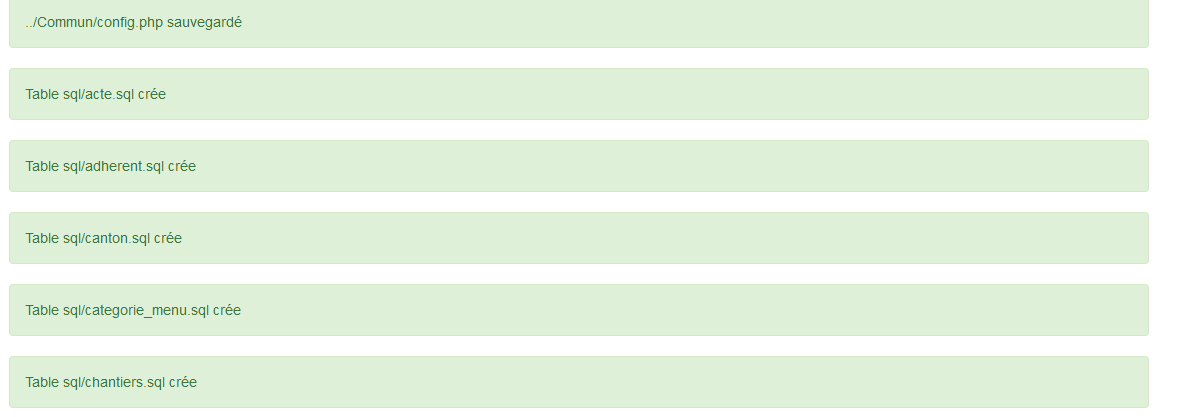 ../Commun/config.php sauvegardé
Table sql/acte.sql crée
Table sql/adherent.sql crée
Table sql/canton.sql crée
Table sql/categorie_menu.sql crée
Table sql/chantiers.sql crée